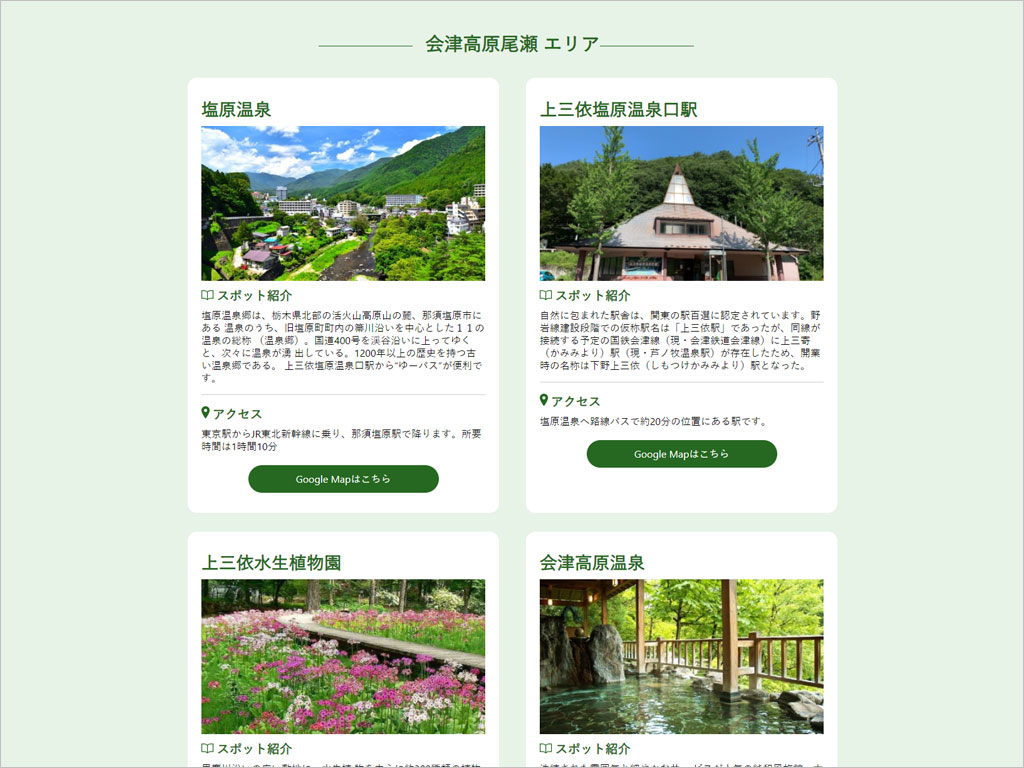 会津高原尾瀬 エリア
塩原温泉
スポット紹介
塩原温泉郷は、栃木県北部の活火山高原山の麓、那須塩原市に
ある 温泉のうち、旧塩原町町内の箒川沿いを中心とした１１の
温泉の総称 （温泉郷）。国道400号を渓谷沿いに上ってゆく
と、次々に温泉が湧 出している。1200年以上の歴史を持つ古
い温泉郷である。 上三依塩原温泉口駅から"ゆーバス"が便利で
す。
アクセス
東京駅からJR東北新幹線に乗り、那須塩原駅で降ります。所要
時間は1時間10分
Google Mapはこちら
上三依塩原温泉口駅
スポット紹介
自然に包まれた駅舎は、関東の駅百選に認定されています。野
岩線建設段階での仮称駅名は「上三依駅」であったが、同線が
接続する予定の国鉄会津線（現・会津鉄道会津線）に上三寄
（かみみより）駅（現・芦ノ牧温泉駅）が存在したため、開業
時の名称は下野上三依（しもつけかみみより）駅となった。
アクセス
塩原温泉へ路線バスで約20分の位置にある駅です。
Google Mapはこちら
上三依水生植物園
スポット紹介
会津高原温泉
スポット紹介